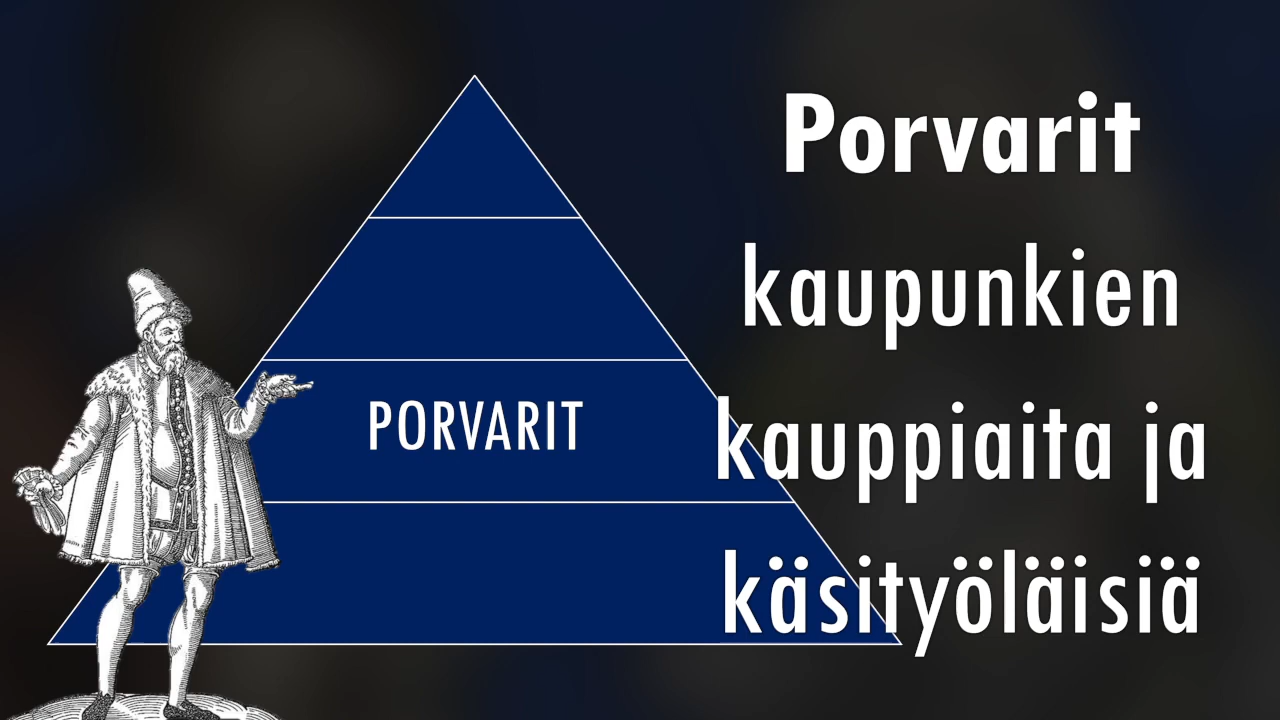 PORVARIT
Porvarit
kaupunkien
kauppiaita ja
käsityöläisiä